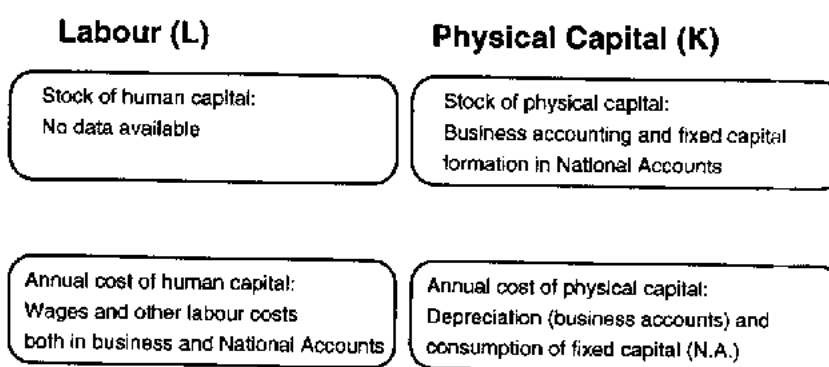 Labour (L)
Physical Capital (K)
Stock of human capital:
No data available
Stock of physical capital:
Business accounting and fixed capital
formation in National Accounts
Annual cost of human capital:
Wages and other labour costs
both in business and National Accounts
Annual cost of physical capital:
Depreciation (business accounts) and
consumption of fixed capital (N.A.)